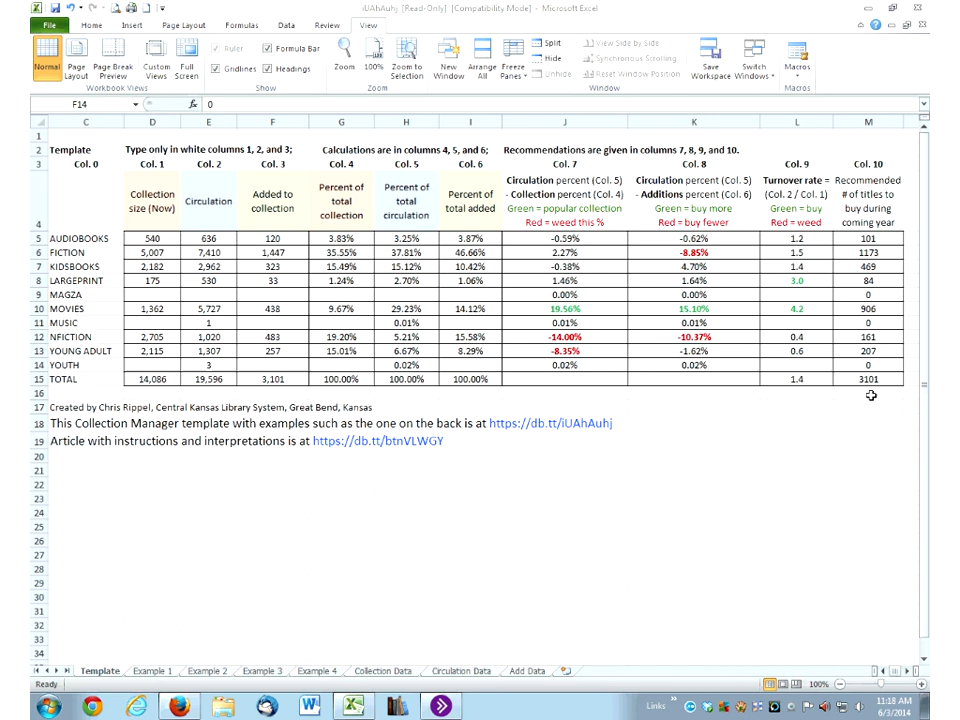 iUAhAuhj [Read-Only] [Compatibility Mode] - Microsoft Excel
File Home Insert Page Layout Formulas Data Review View
Normal Page Layout Page Break Preview Custom Views Full Screen
Ruler Formula Bar
Gridlines Headings
Zoom 100% Zoom to Selection
New Window Arrange All Freeze Panes
Split Hide Unhide
View Side by Side
Synchronous Scrolling
Reset Window Position
Save Workspace Switch Windows Macros
Workbook Views Show Zoom Window Macros
F14 fx 0
C D E F G H I J K L M
1
2 Template Type only in white columns 1, 2, and 3; Calculations are in columns 4, 5, and 6; Recommendations are given in columns 7, 8, 9, and 10.
3 Col. 0 Col. 1 Col. 2 Col. 3 Col. 4 Col. 5 Col. 6 Col. 7 Col. 8 Col. 9 Col. 10
4 Collection size (Now) Circulation Added to collection Percent of total collection Percent of total circulation Percent of total added Circulation percent (Col. 5) - Collection percent (Col. 4) Green = popular collection Red = weed this % Circulation percent (Col. 5) - Additions percent (Col. 6) Green = buy more Red = buy fewer Turnover rate = (Col. 2 / Col. 1) Green = buy Red = weed Recommended # of titles to buy during coming year
5 AUDIOBOOKS 540 636 120 3.83% 3.25% 3.87% -0.59% -0.62% 1.2 101
6 FICTION 5,007 7,410 1,447 35.55% 37.81% 46.66% 2.27% -8.85% 1.5 1173
7 KIDSBOOKS 2,182 2,962 323 15.49% 15.12% 10.42% -0.38% 4.70% 1.4 469
8 LARGEPRINT 175 530 33 1.24% 2.70% 1.06% 1.46% 1.64% 3.0 84
9 MAGZA 0.00% 0.00% 0
10 MOVIES 1,362 5,727 438 9.67% 29.23% 14.12% 19.56% 15.10% 4.2 906
11 MUSIC 1 0.01% 0.01% 0.01% 0
12 NFICTION 2,705 1,020 483 19.20% 5.21% 15.58% -14.00% -10.37% 0.4 161
13 YOUNG ADULT 2,115 1,307 257 15.01% 6.67% 8.29% -8.35% -1.62% 0.6 207
14 YOUTH 3 0.02% 0.02% 0.02% 0
15 TOTAL 14,086 19,596 3,101 100.00% 100.00% 100.00% 1.4 3101
16
17 Created by Chris Rippel, Central Kansas Library System, Great Bend, Kansas
18 This Collection Manager template with examples such as the one on the back is at https://db.tt/iUAhAuhj
19 Article with instructions and interpretations is at https://db.tt/btnVLWGY
20
21
22
23
24
25
26
27
28
29
30
31
32
33
34
Template Example 1 Example 2 Example 3 Example 4 Collection Data Circulation Data Add Data
Ready 100%
Links 11:18 AM
6/3/2014